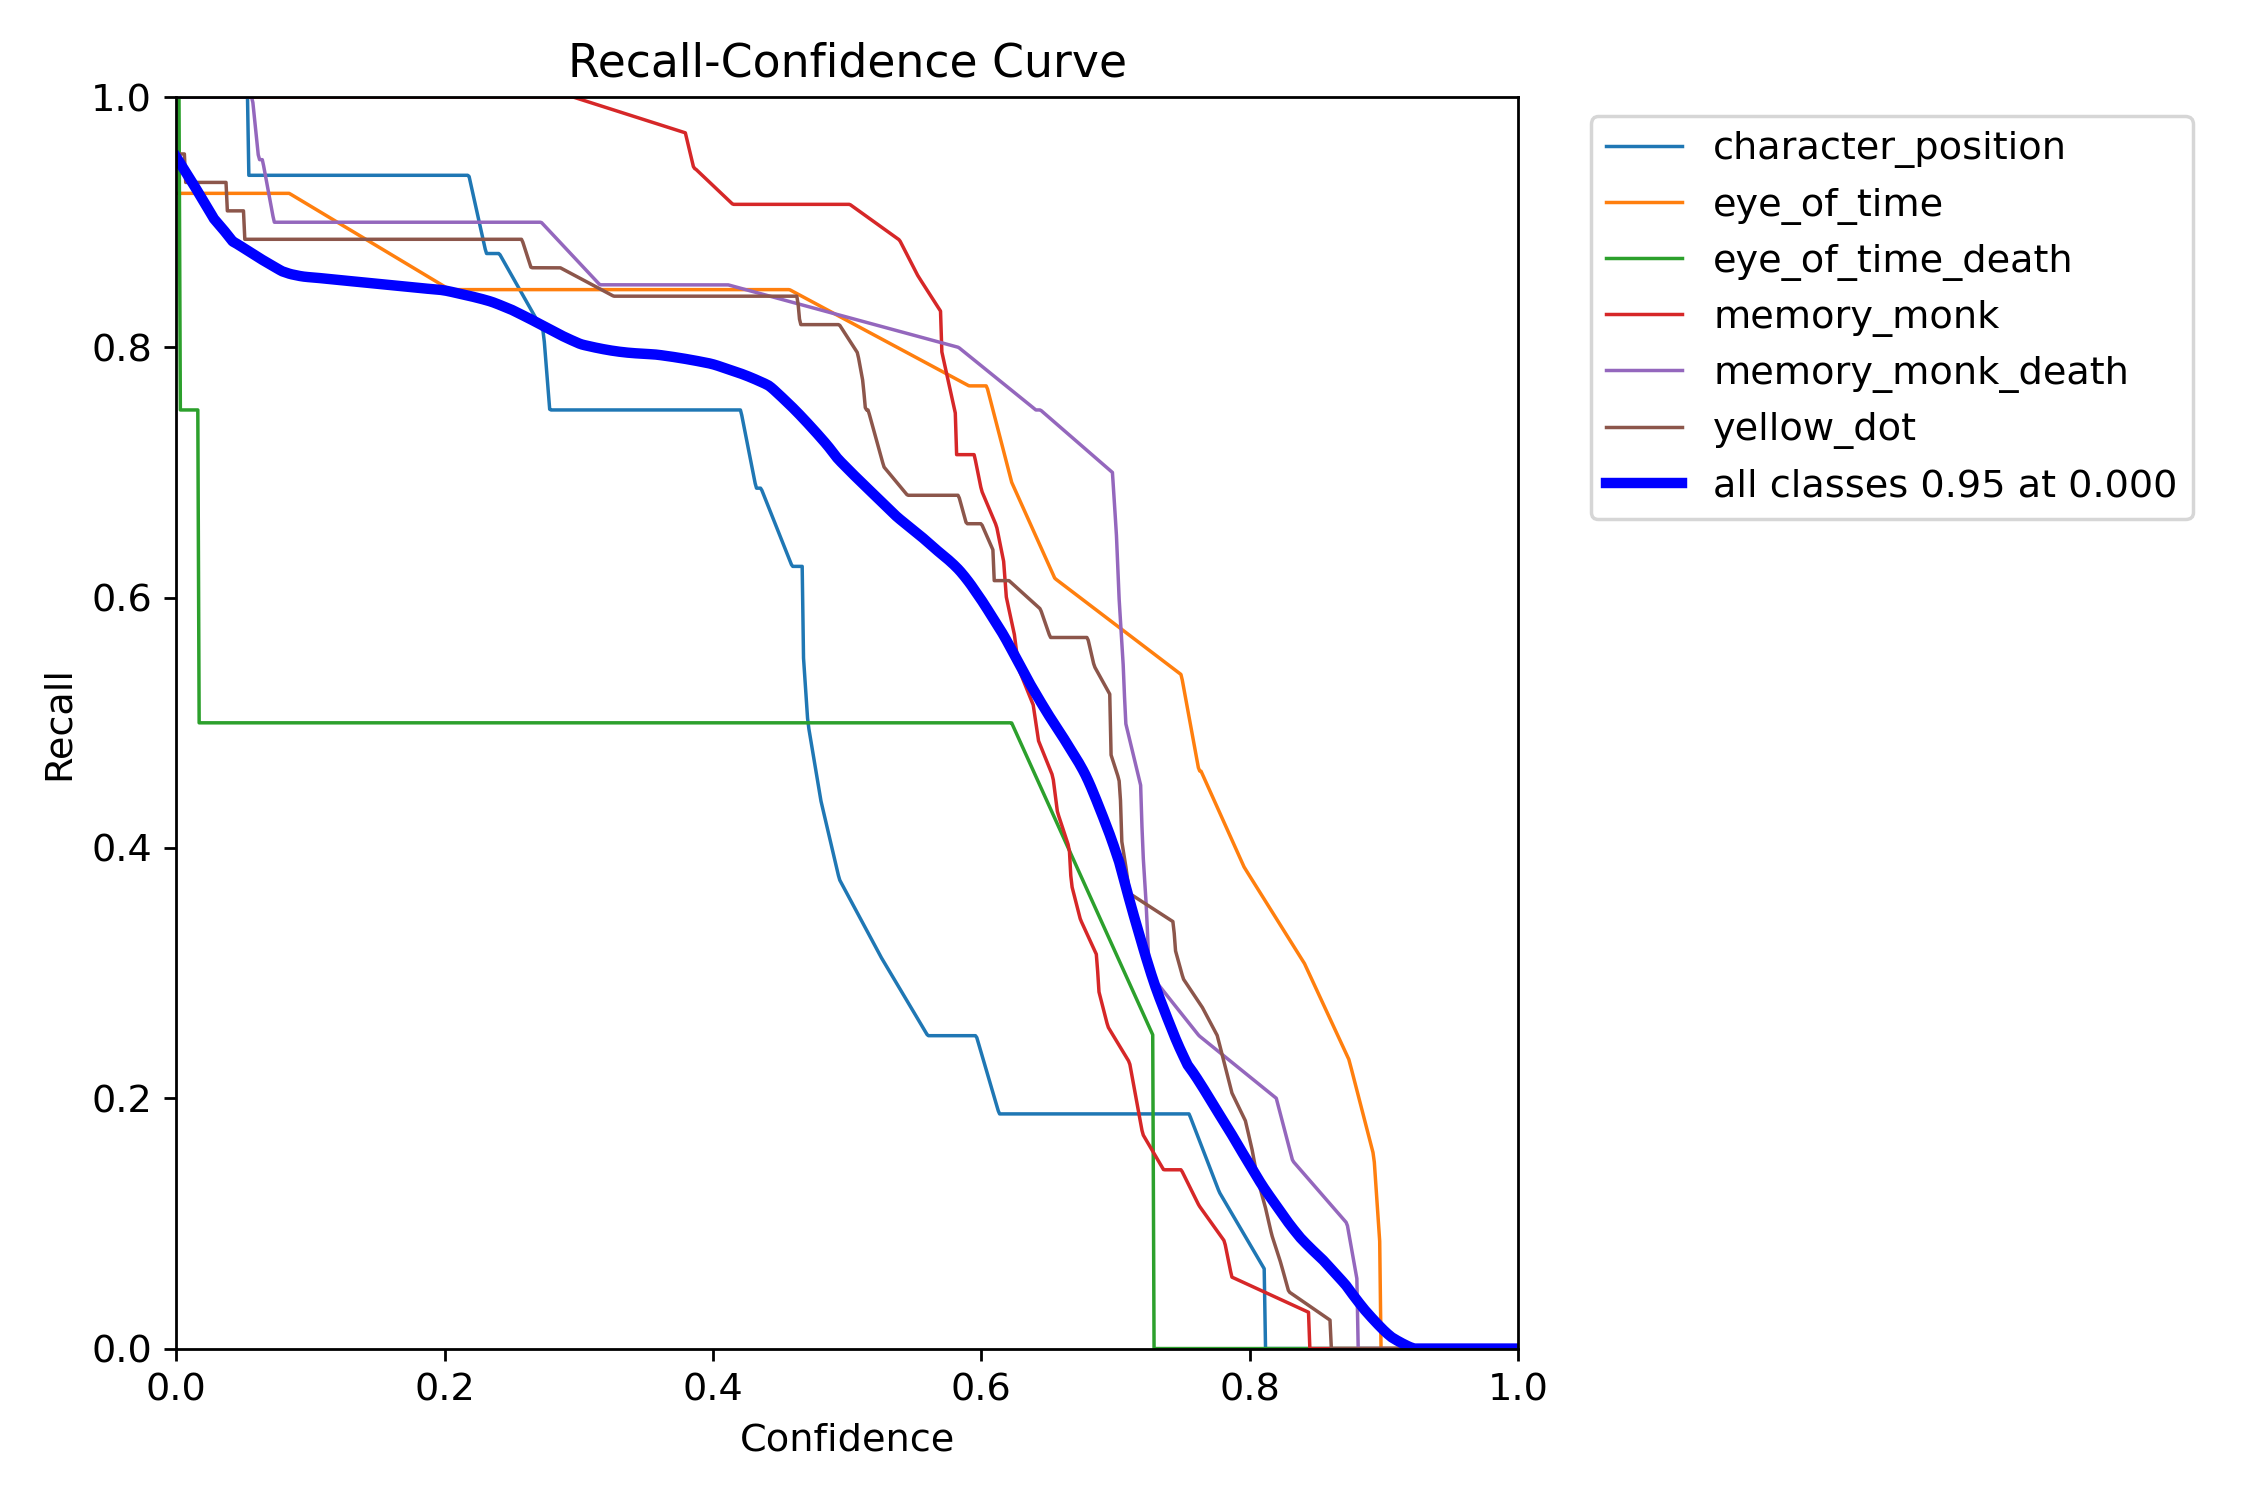 Recall-Confidence Curve
1.0
0.8
0.6
0.4
0.2
0.0
Recall
0.0 0.2 0.4 0.6 0.8 1.0
Confidence
character_position
eye_of_time
eye_of_time_death
memory_monk
memory_monk_death
yellow_dot
all classes 0.95 at 0.000